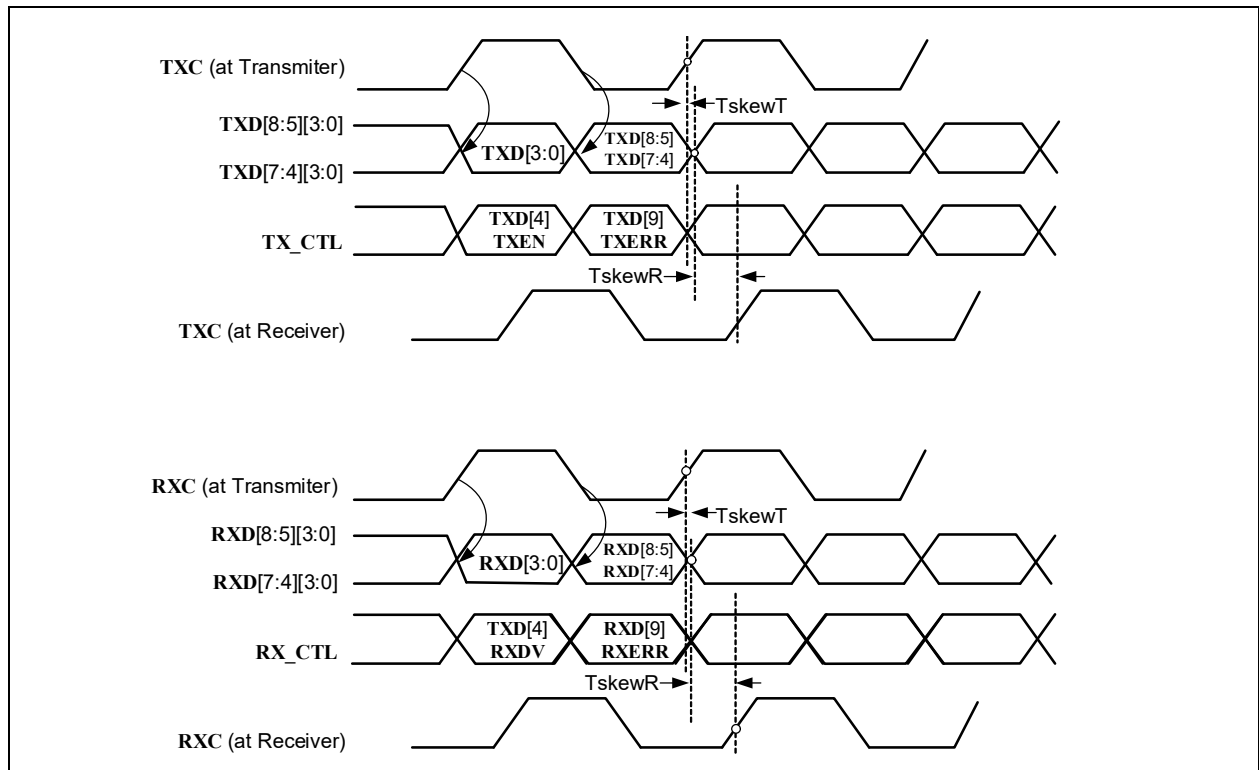 TXC (at Transmiter)
TskewT
TXD[8:5][3:0]
TXD[3:0]
TXD[8:5]
TXD[7:4]
TXD[7:4][3:0]
TXD[4]
TXEN
TXD[9]
TXERR
TX_CTL
TskewR
TXC (at Receiver)
RXC (at Transmiter)
TskewT
RXD[8:5][3:0]
RXD[3:0]
RXD[8:5]
RXD[7:4]
RXD[7:4][3:0]
TXD[4]
RXDV
RXD[9]
RXERR
RX_CTL
TskewR
RXC (at Receiver)